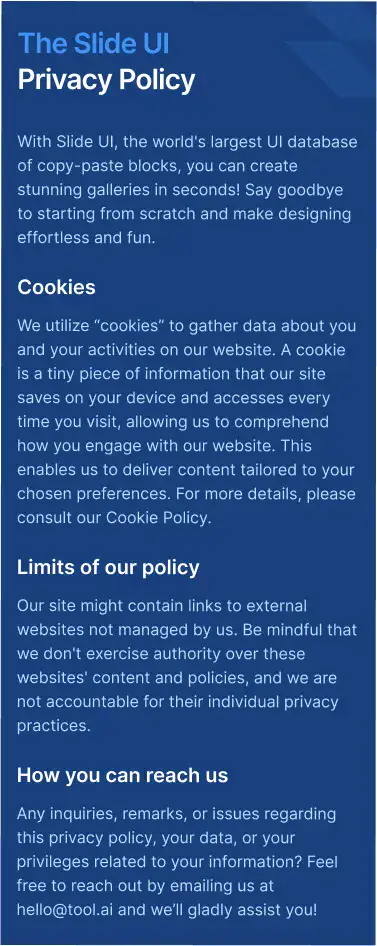 The Slide UI
Privacy Policy
With Slide UI, the world's largest UI database
of copy-paste blocks, you can create
stunning galleries in seconds! Say goodbye
to starting from scratch and make designing
effortless and fun.
Cookies
We utilize “cookies” to gather data about you
and your activities on our website. A cookie
is a tiny piece of information that our site
saves on your device and accesses every
time you visit, allowing us to comprehend
how you engage with our website. This
enables us to deliver content tailored to your
chosen preferences. For more details, please
consult our Cookie Policy.
Limits of our policy
Our site might contain links to external
websites not managed by us. Be mindful that
we don't exercise authority over these
websites' content and policies, and we are
not accountable for their individual privacy
practices.
How you can reach us
Any inquiries, remarks, or issues regarding
this privacy policy, your data, or your
privileges related to your information? Feel
free to reach out by emailing us at
hello@tool.ai and we’ll gladly assist you!